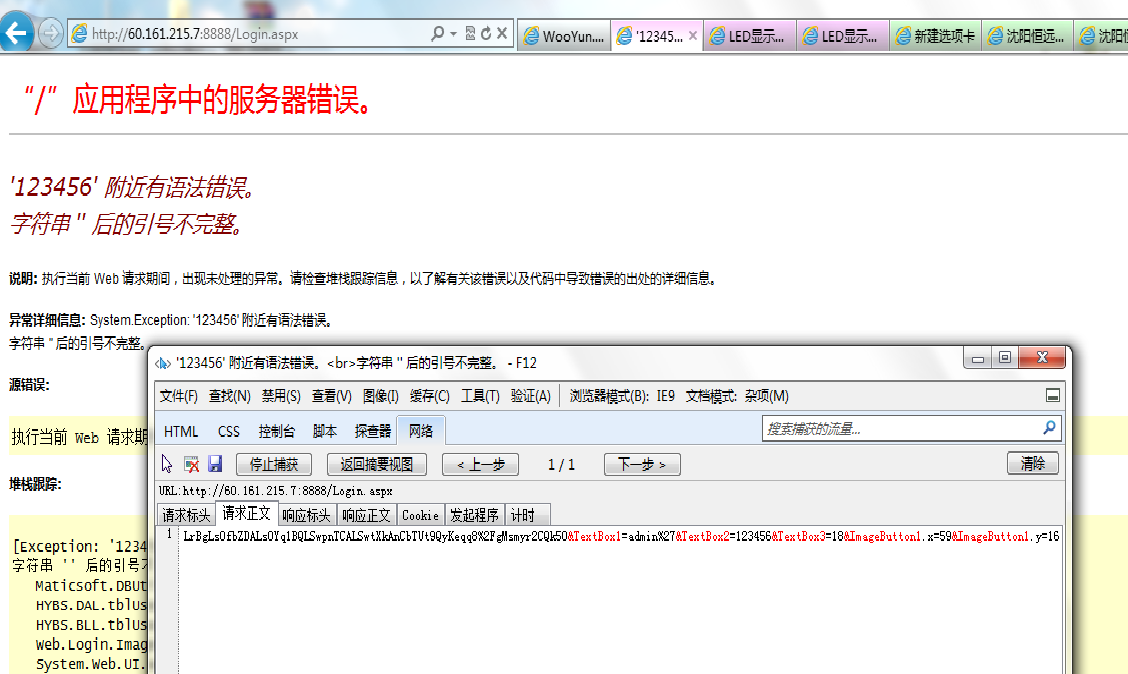 http://60.161.215.7:8888/Login.aspx
WooYun....
'12345...
LED显示...
LED显示...
新建选项卡
沈阳恒远...
沈阳恒
“/”应用程序中的服务器错误。
'123456' 附近有语法错误。
字符串 '' 后的引号不完整。
说明: 执行当前 Web 请求期间，出现未处理的异常。请检查堆栈跟踪信息，以了解有关该错误以及代码中导致错误的出处的详细信息。
异常详细信息: System.Exception: '123456' 附近有语法错误。
字符串 '' 后的引号不完整。
源错误:
执行当前 Web 请求期
堆栈跟踪:
[Exception: '1234
字符串 '' 后的引号不
Maticsoft.DBUt
HYBS.DAL.tblUs
HYBS.BLL.tblUs
Web.Login.Imag
System.Web.UI.
'123456' 附近有语法错误。<br>字符串 '' 后的引号不完整。 - F12
文件(F) 查找(N) 禁用(S) 查看(V) 图像(I) 缓存(C) 工具(T) 验证(A) 浏览器模式(B): IE9 文档模式: 杂项(M)
HTML CSS 控制台 脚本 探查器 网络
搜索捕获的流量...
停止捕获 返回摘要视图 < 上一步 1 / 1 下一步 > 清除
URL:http://60.161.215.7:8888/Login.aspx
请求标头 请求正文 响应标头 响应正文 Cookie 发起程序 计时
1 LrBgLsOfbZDALsOYq1BQLSwpnTCALSwtXkAnCbTUt9QyKeqq8%2FgMsmyr2CQk5O&TextBox1=admin%27&TextBox2=123456&TextBox3=18&ImageButton1.x=59&ImageButton1.y=16